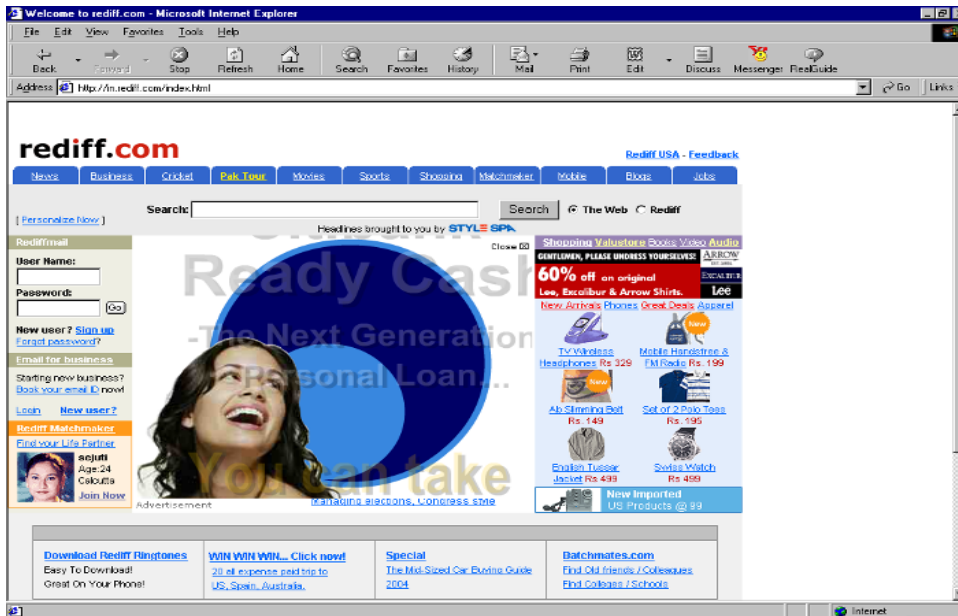 Welcome to rediff.com - Microsoft Internet Explorer
File Edit View Favorites Tools Help
Back Forward Stop Refresh Home Search Favorites History Mail Print Edit Discuss Messenger RealGuide
Address http://in.rediff.com/index.html Go Links
rediff.com
Rediff USA - Feedback
News Business Cricket Pak Tour Movies Sports Shopping Matchmaker Mobile Blogs Jobs
[ Personalize Now ]
Search: Search The Web Rediff
Headlines brought to you by STYLE SPA
Close
Rediffmail
User Name:
Password:
Go
New user? Sign up
Forgot password?
Email for business
Starting new business?
Book your email ID now!
Login New user?
Rediff Matchmaker
Find your Life Partner
sejuti
Age:24
Calcutta
Join Now
Ready Cash
-The Next Generation
Personal Loan...
You can take
Advertisement
Managing elections, Congress style
Shopping Valustore Books Video Audio
GENTLEMEN, PLEASE UNDRESS YOURSELVES! ARROW
60% off on original EXCALIBUR
Lee, Excalibur & Arrow Shirts. Lee
New Arrivals Phones Great Deals Apparel
New
TV Wireless
Headphones Rs 329
Mobile Handsfree &
FM Radio Rs. 199
New
Ab Slimming Belt
Rs. 149
Set of 2 Polo Tees
Rs. 195
English Tussar
Jacket Rs 499
Swiss Watch
Rs 499
New Imported
US Products @ 99
Download Rediff Ringtones
Easy To Download!
Great On Your Phone!
WIN WIN WIN... Click now!
20 all expense paid trip to
US, Spain, Australia.
Special
The Mid-Sized Car Buying Guide
2004
Batchmates.com
Find Old friends / Colleagues
Find Colleges / Schools
Internet